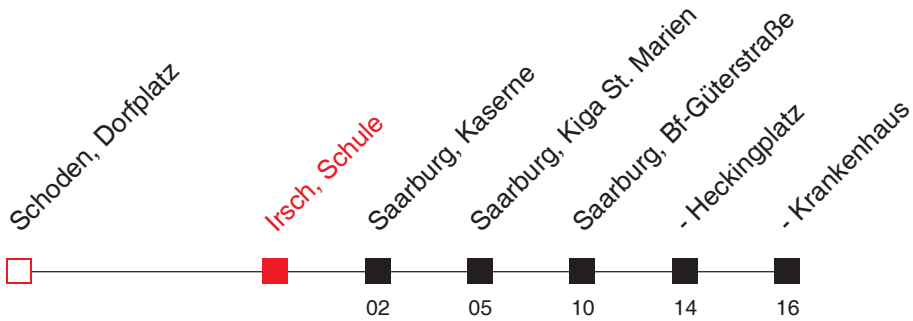 Schoden, Dorfplatz
Irsch, Schule
Saarburg, Kaserne
Saarburg, Kiga St. Marien
Saarburg, Bf-Güterstraße
- Heckingplatz
- Krankenhaus
02 05 10 14 16